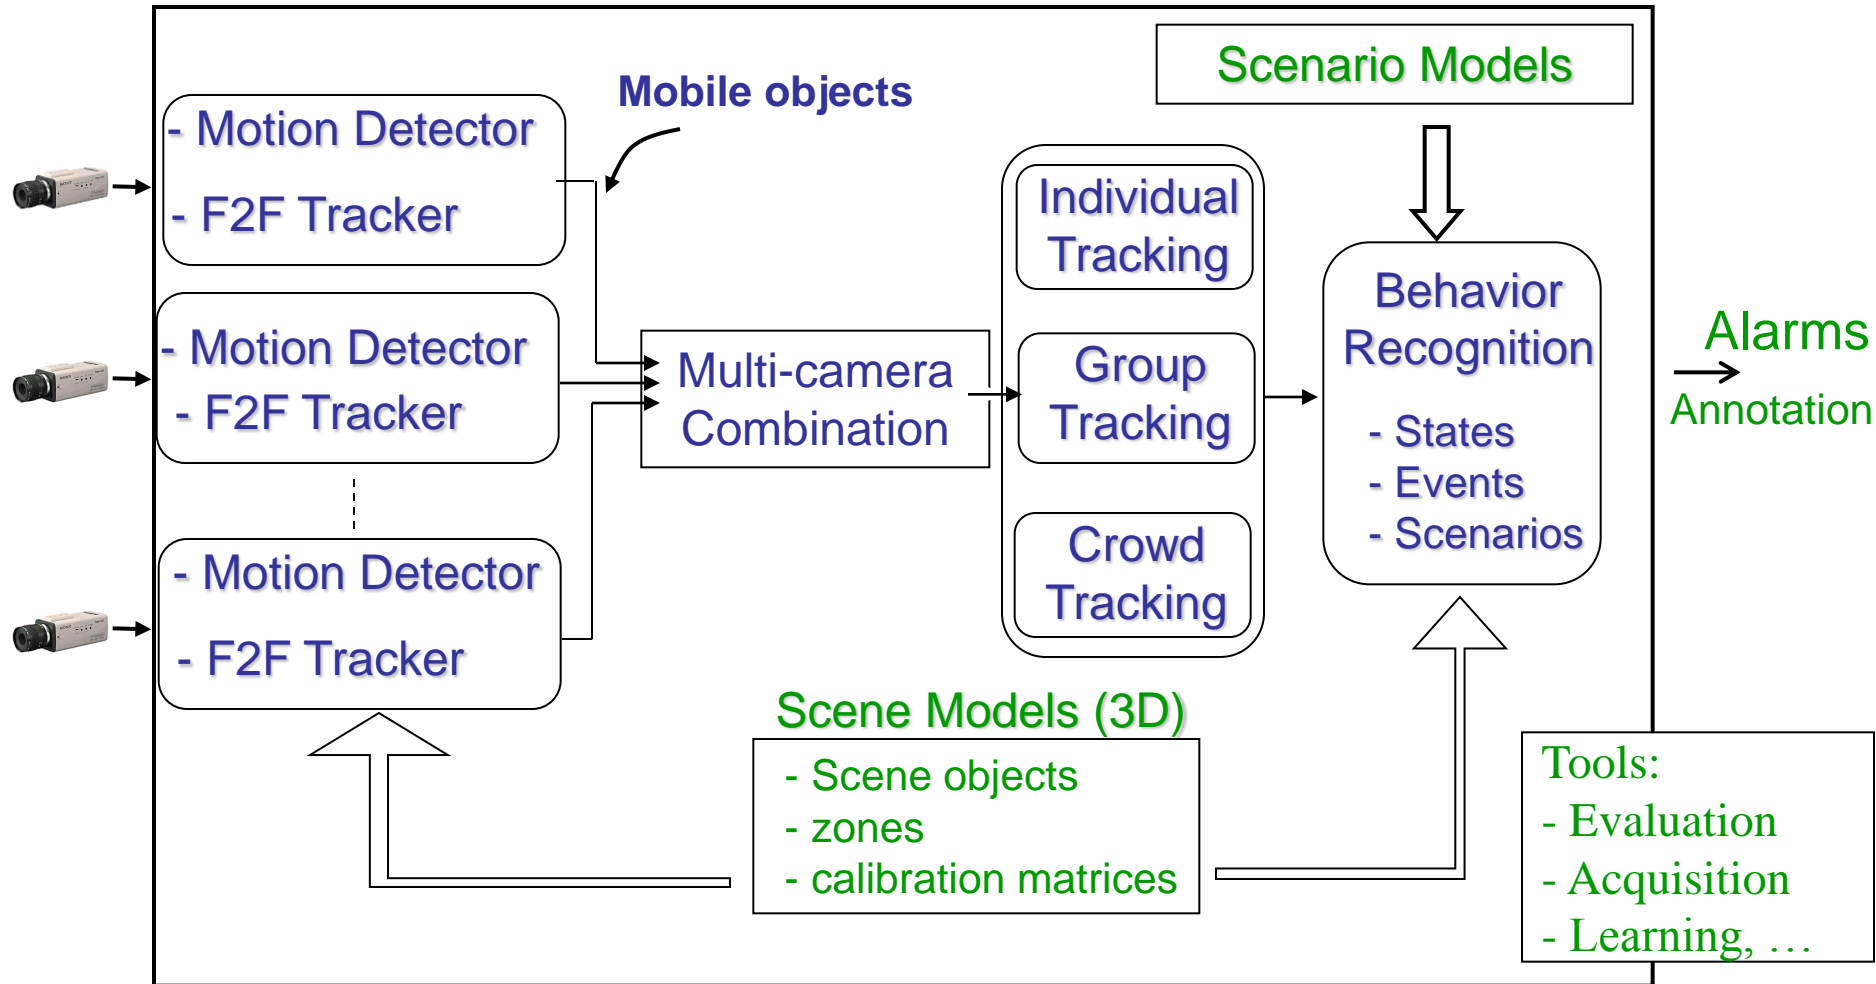 Scenario Models
Mobile objects
- Motion Detector
- F2F Tracker
- Motion Detector
- F2F Tracker
- Motion Detector
- F2F Tracker
Multi-camera
Combination
Individual
Tracking
Group
Tracking
Crowd
Tracking
Behavior
Recognition
- States
- Events
- Scenarios
Alarms
Annotation
Scene Models (3D)
- Scene objects
- zones
- calibration matrices
Tools:
- Evaluation
- Acquisition
- Learning, …